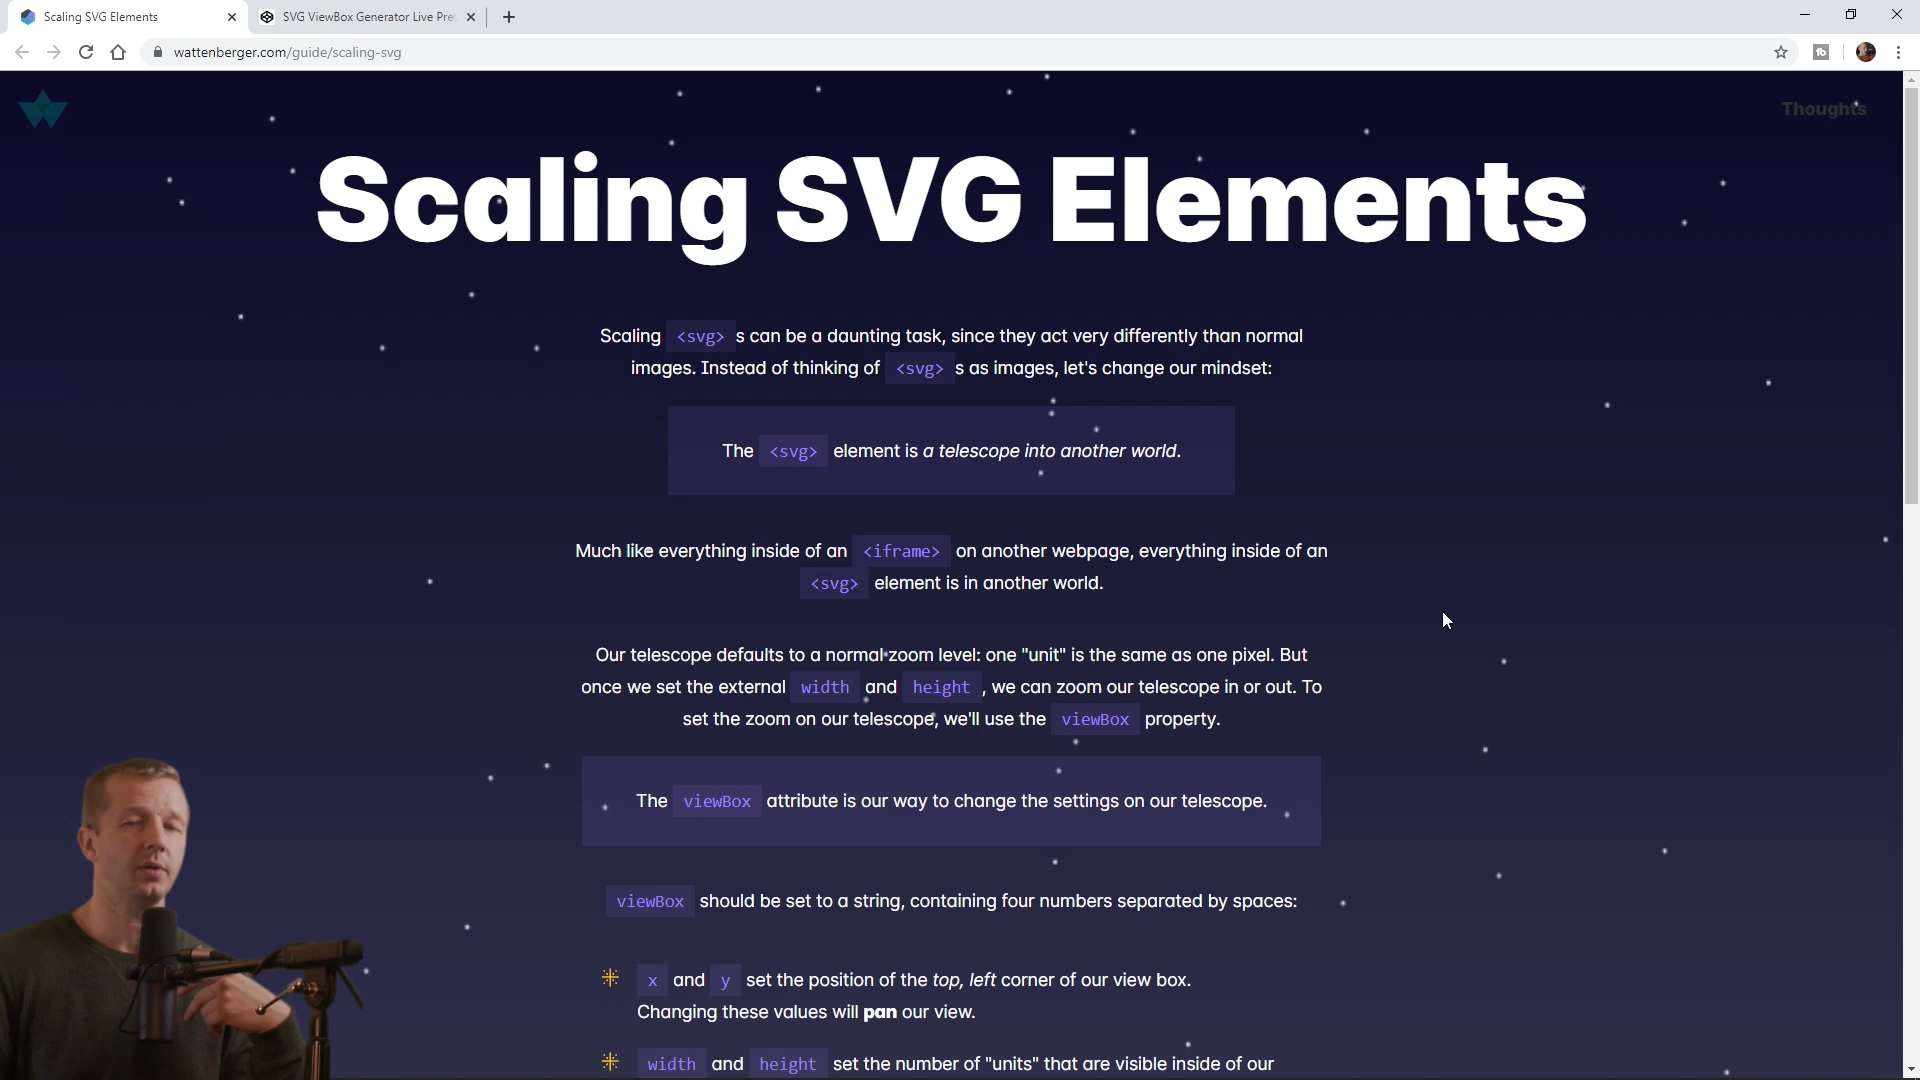 Scaling SVG Elements
SVG ViewBox Generator Live Pre
wattenberger.com/guide/scaling-svg
Thoughts
Scaling SVG Elements
Scaling <svg> s can be a daunting task, since they act very differently than normal
images. Instead of thinking of <svg> s as images, let's change our mindset:
The <svg> element is a telescope into another world.
Much like everything inside of an <iframe> on another webpage, everything inside of an
<svg> element is in another world.
Our telescope defaults to a normal zoom level: one "unit" is the same as one pixel. But
once we set the external width and height , we can zoom our telescope in or out. To
set the zoom on our telescope, we'll use the viewBox property.
The viewBox attribute is our way to change the settings on our telescope.
viewBox should be set to a string, containing four numbers separated by spaces:
x and y set the position of the top, left corner of our view box.
Changing these values will pan our view.
width and height set the number of "units" that are visible inside of our